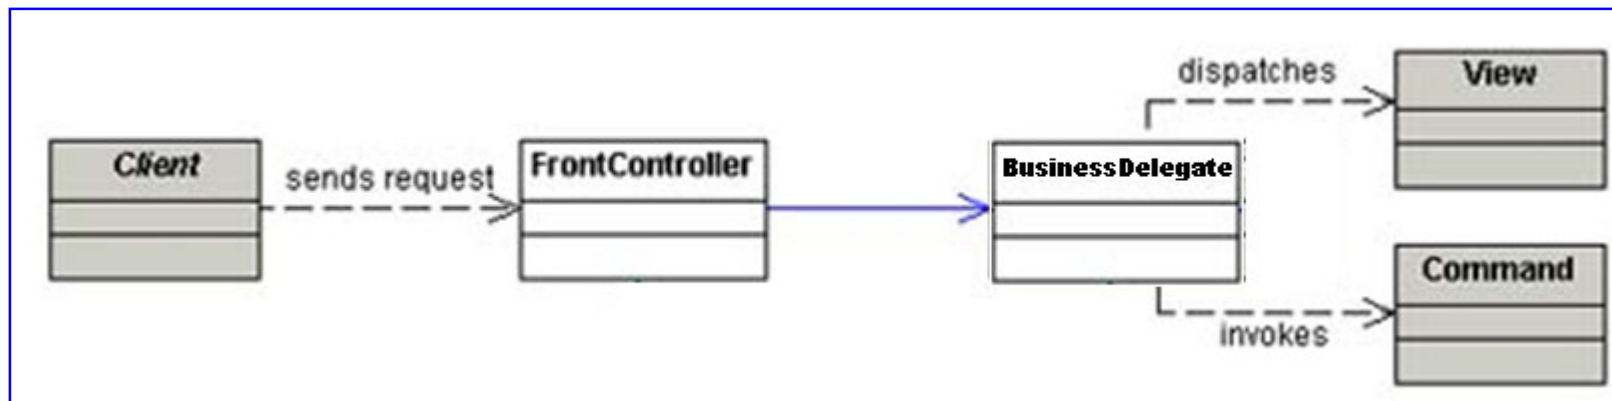 Client
sends request
FrontController
BusinessDelegate
dispatches
View
invokes
Command